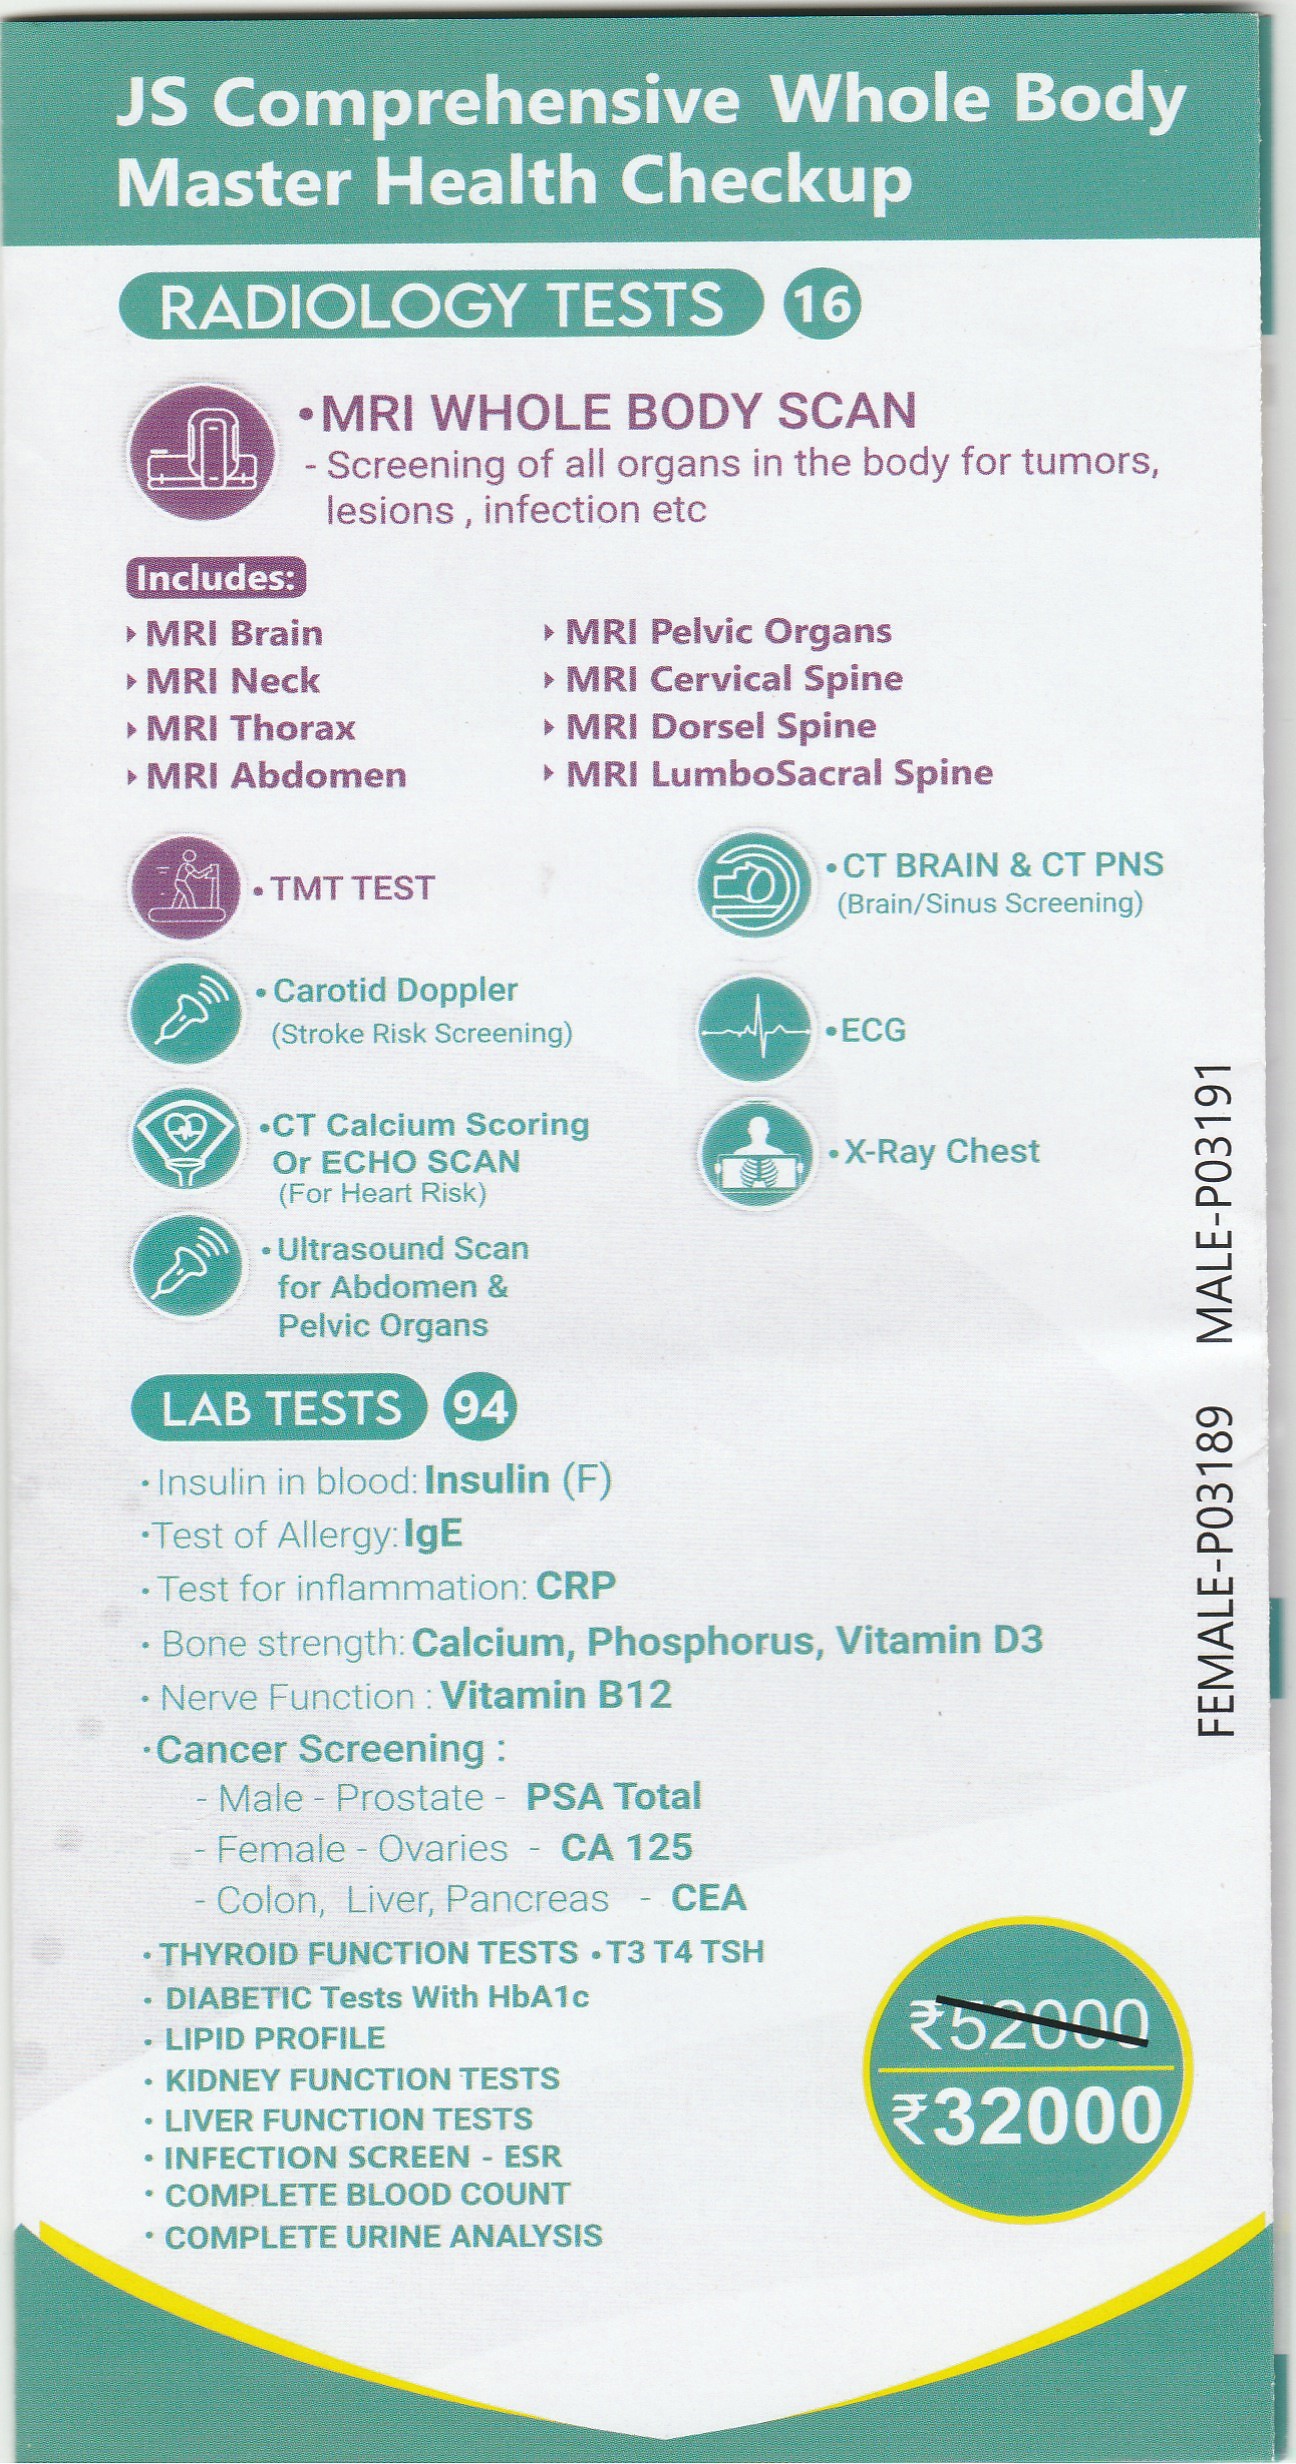 JS Comprehensive Whole Body
Master Health Checkup
RADIOLOGY TESTS 16
•MRI WHOLE BODY SCAN
- Screening of all organs in the body for tumors,
lesions , infection etc
Includes:
MRI Brain
MRI Neck
MRI Thorax
MRI Abdomen
MRI Pelvic Organs
MRI Cervical Spine
MRI Dorsel Spine
MRI LumboSacral Spine
• TMT TEST
• Carotid Doppler
(Stroke Risk Screening)
•CT Calcium Scoring
Or ECHO SCAN
(For Heart Risk)
• Ultrasound Scan
for Abdomen &
Pelvic Organs
• CT BRAIN & CT PNS
(Brain/Sinus Screening)
•ECG
• X-Ray Chest
LAB TESTS 94
• Insulin in blood: Insulin (F)
•Test of Allergy: IgE
• Test for inflammation: CRP
• Bone strength: Calcium, Phosphorus, Vitamin D3
• Nerve Function : Vitamin B12
•Cancer Screening :
- Male - Prostate - PSA Total
- Female - Ovaries - CA 125
- Colon, Liver, Pancreas - CEA
• THYROID FUNCTION TESTS • T3 T4 TSH
• DIABETIC Tests With HbA1c
• LIPID PROFILE
• KIDNEY FUNCTION TESTS
• LIVER FUNCTION TESTS
• INFECTION SCREEN - ESR
• COMPLETE BLOOD COUNT
• COMPLETE URINE ANALYSIS
₹52000
₹32000
FEMALE-P03189 MALE-P03191